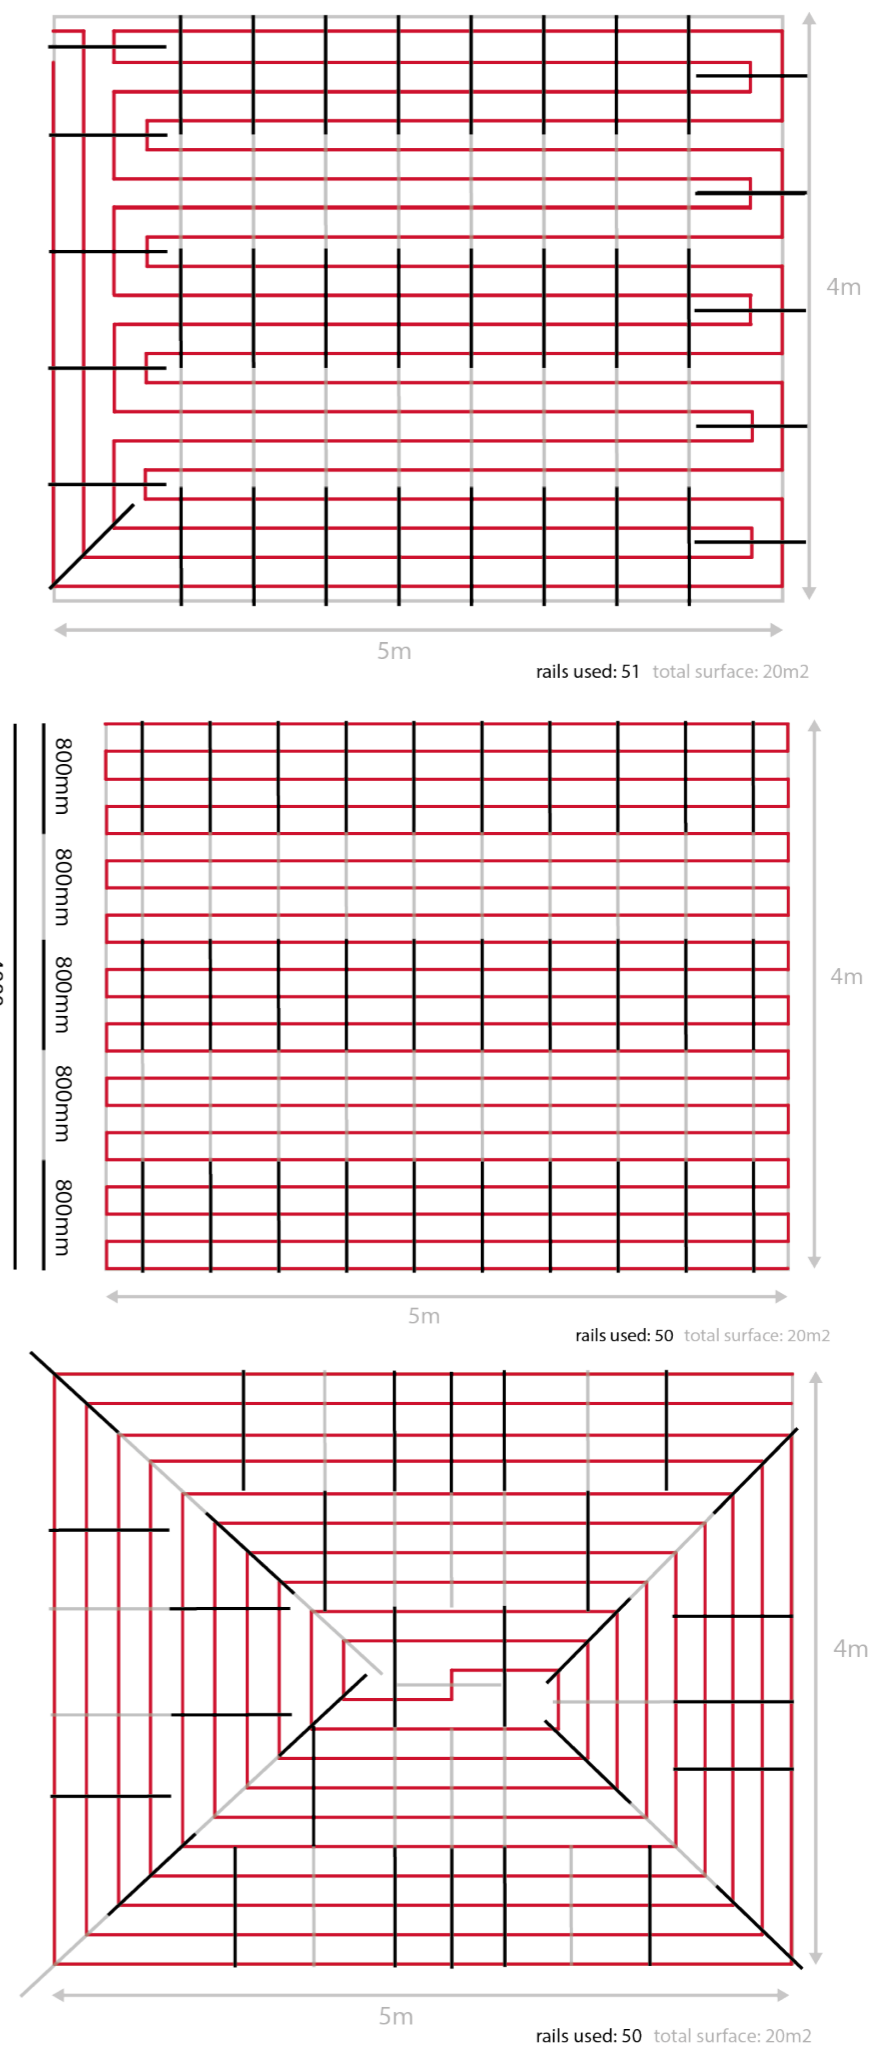 4m
5m
rails used: 51 total surface: 20m2
800mm
800mm
800mm
800mm
800mm
4m
5m
rails used: 50 total surface: 20m2
4m
5m
rails used: 50 total surface: 20m2